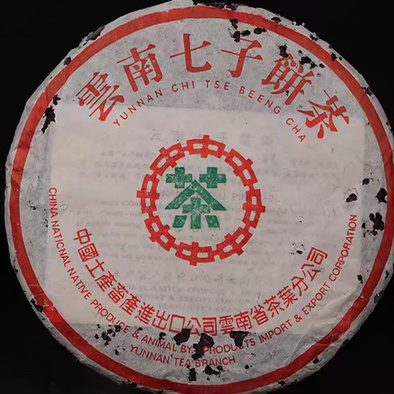 雲南七子餅茶
YUNNAN CHI TSE BEENG CHA
茶
中國土產畜產進出口公司雲南省茶葉分公司
CHINA NATIONAL NATIVE PRODUCE & ANIMAL BY-PRODUCTS IMPORT & EXPORT CORPORATION
YUNNAN TEA BRANCH